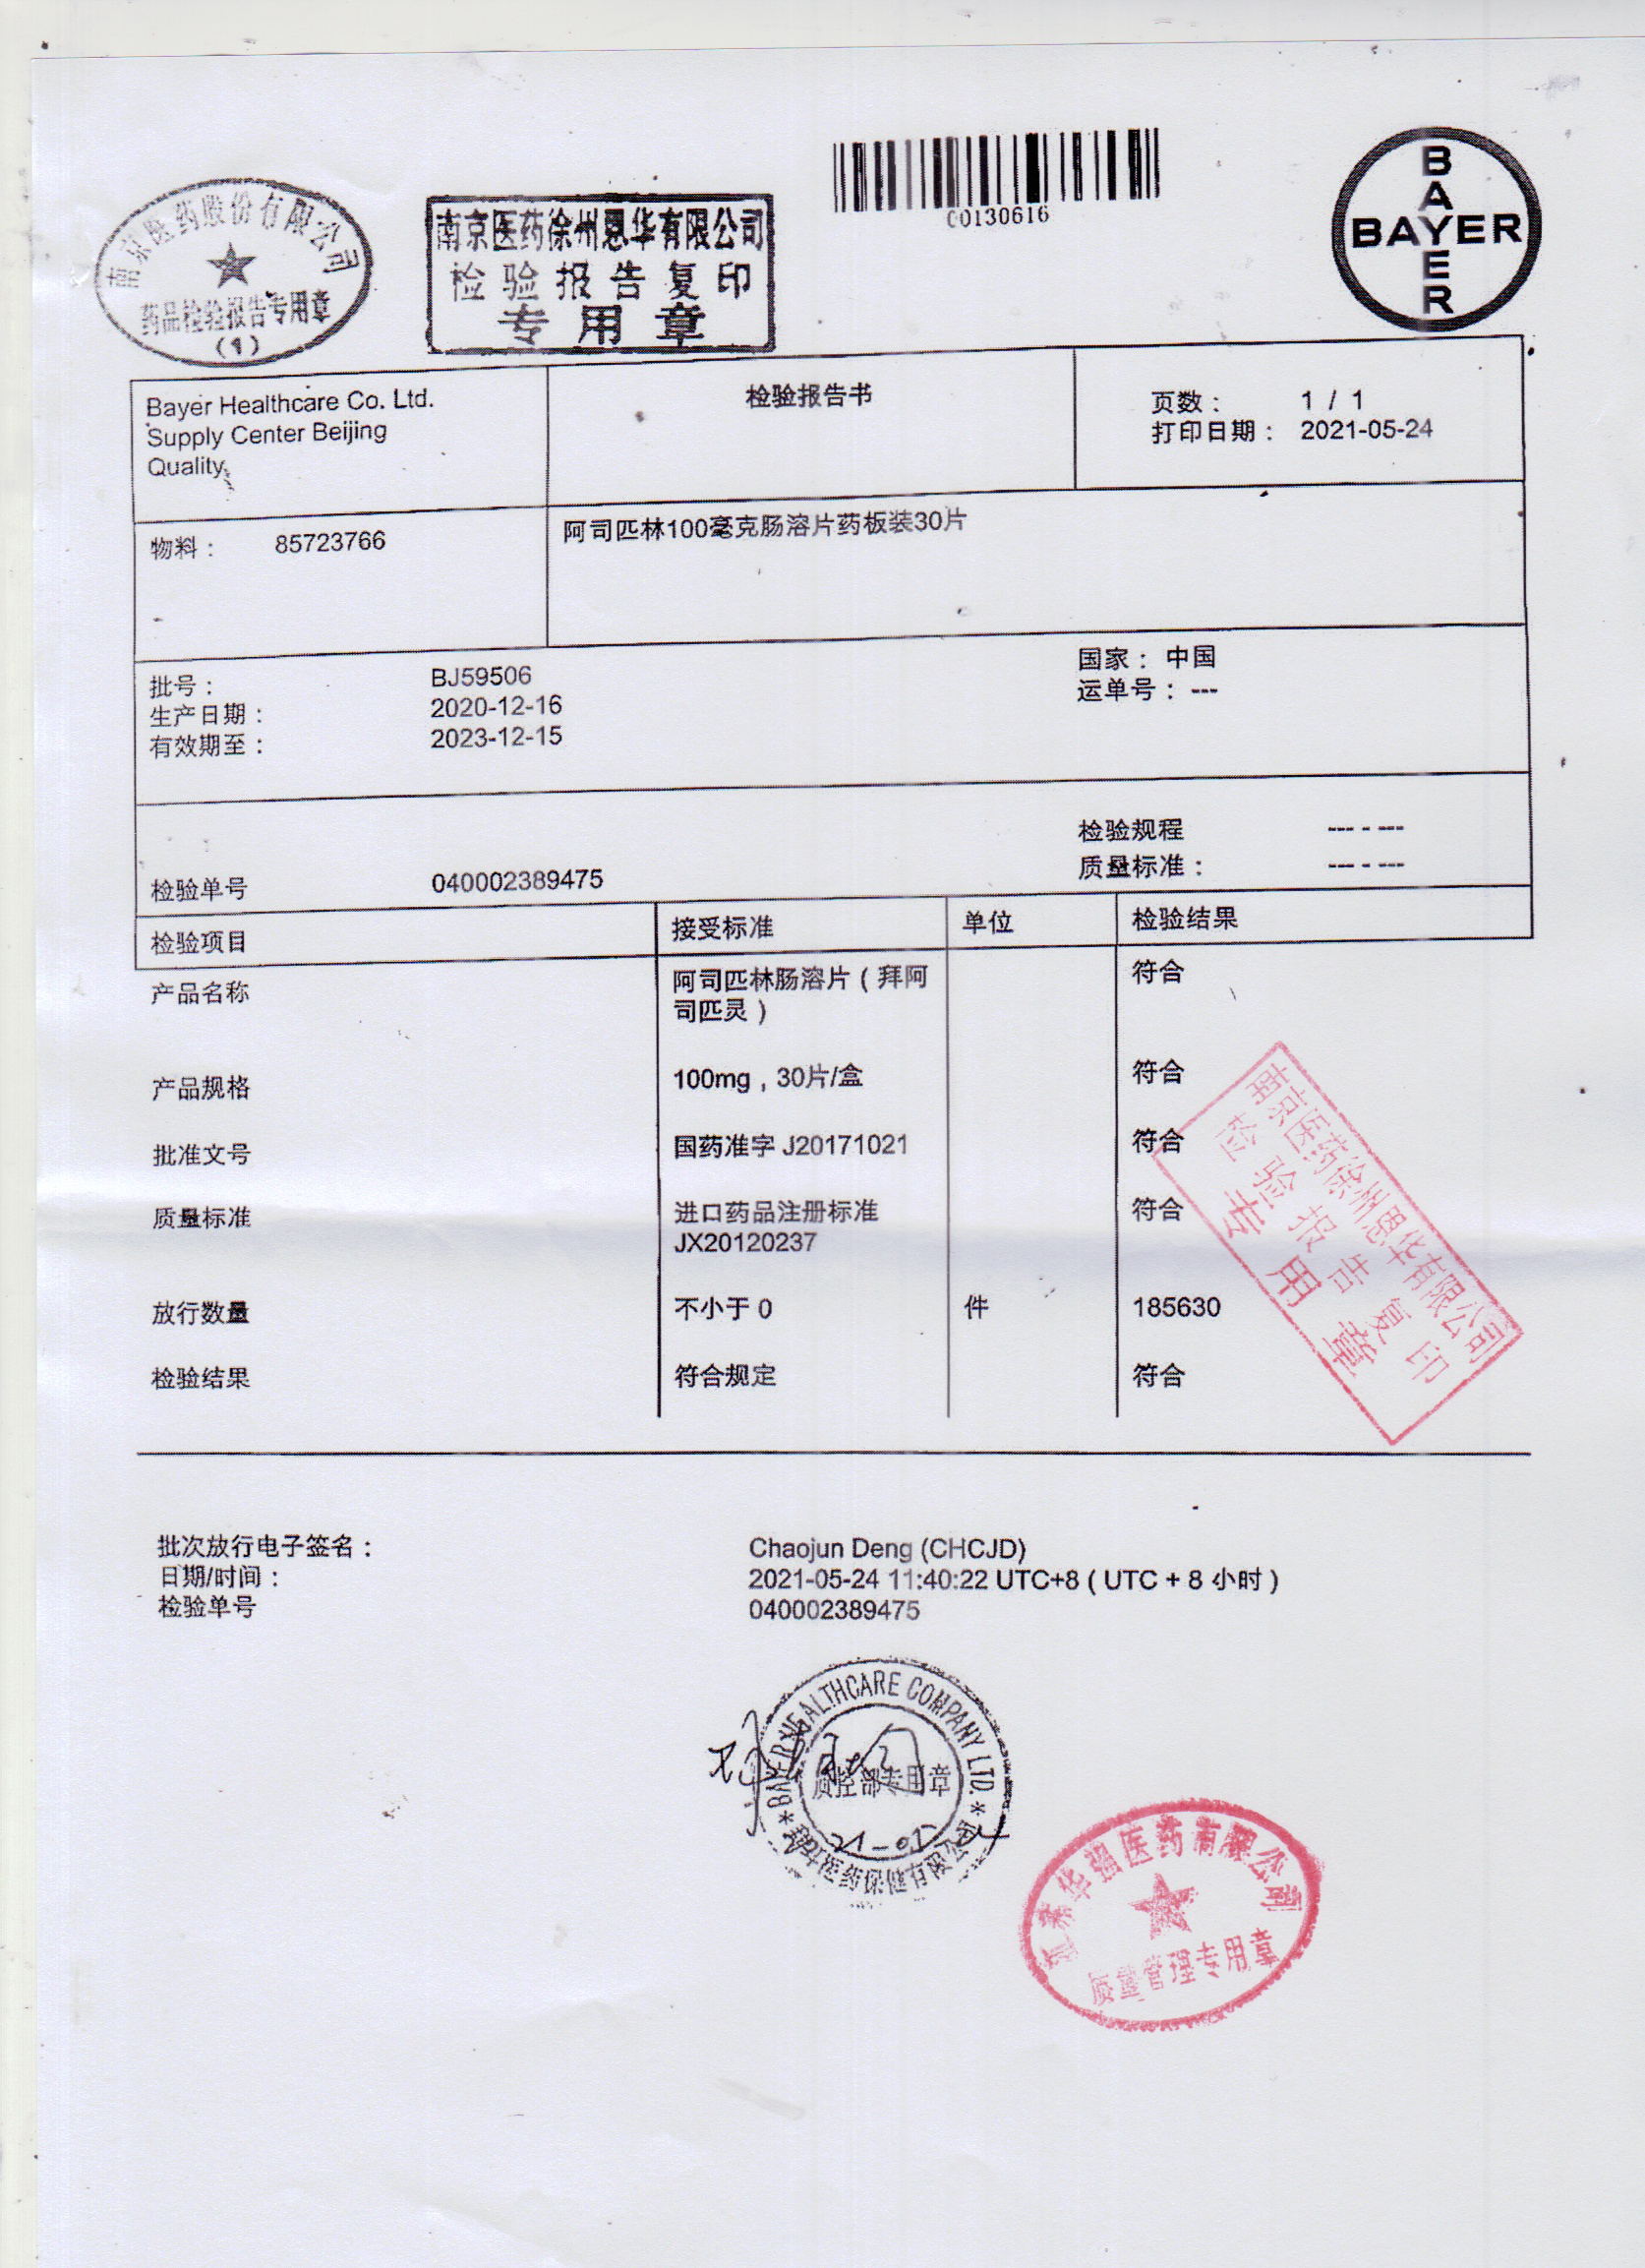 南京医药股份有限公司
药品检验报告专用章
(1)
南京医药徐州恩华有限公司
检验报告复印
专用章
00130616
BAYER
BAYER
Bayer Healthcare Co. Ltd.
Supply Center Beijing
Quality
检验报告书
页数： 1 / 1
打印日期： 2021-05-24
物料： 85723766
阿司匹林100毫克肠溶片药板装30片
批号： BJ59506
生产日期： 2020-12-16
有效期至： 2023-12-15
国家： 中国
运单号： ---
检验规程 --- - ---
质量标准： --- - ---
检验单号 040002389475
检验项目 接受标准 单位 检验结果
产品名称 阿司匹林肠溶片（拜阿 符合
司匹灵）
产品规格 100mg，30片/盒 符合
批准文号 国药准字 J20171021 符合
质量标准 进口药品注册标准 符合
JX20120237
放行数量 不小于 0 件 185630
检验结果 符合规定 符合
南京医药徐州恩华有限公司
检验报告复印
专用章
批次放行电子签名： Chaojun Deng (CHCJD)
日期/时间： 2021-05-24 11:40:22 UTC+8 ( UTC + 8 小时 )
检验单号 040002389475
*BAYER HEALTHCARE COMPANY LTD.*
质控部专用章
拜耳医药保健有限公司
江苏华强医药有限公司
质量管理专用章